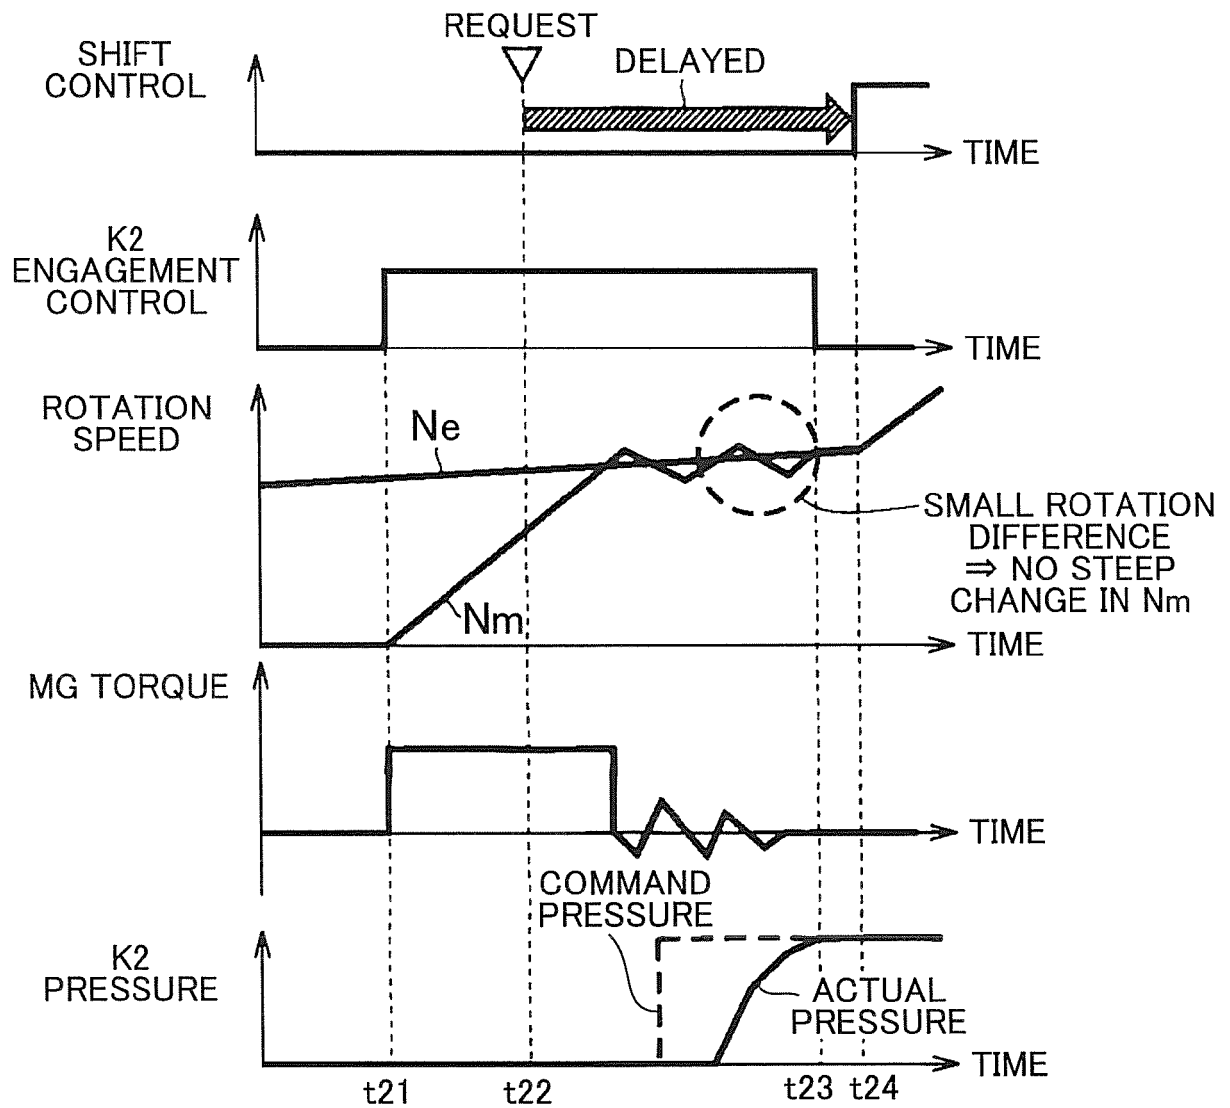 REQUEST
SHIFT
CONTROL
DELAYED
TIME
K2
ENGAGEMENT
CONTROL
TIME
ROTATION
SPEED
Ne
Nm
SMALL ROTATION
DIFFERENCE
⇒ NO STEEP
CHANGE IN Nm
TIME
MG TORQUE
TIME
COMMAND
PRESSURE
K2
PRESSURE
ACTUAL
PRESSURE
TIME
t21
t22
t23
t24